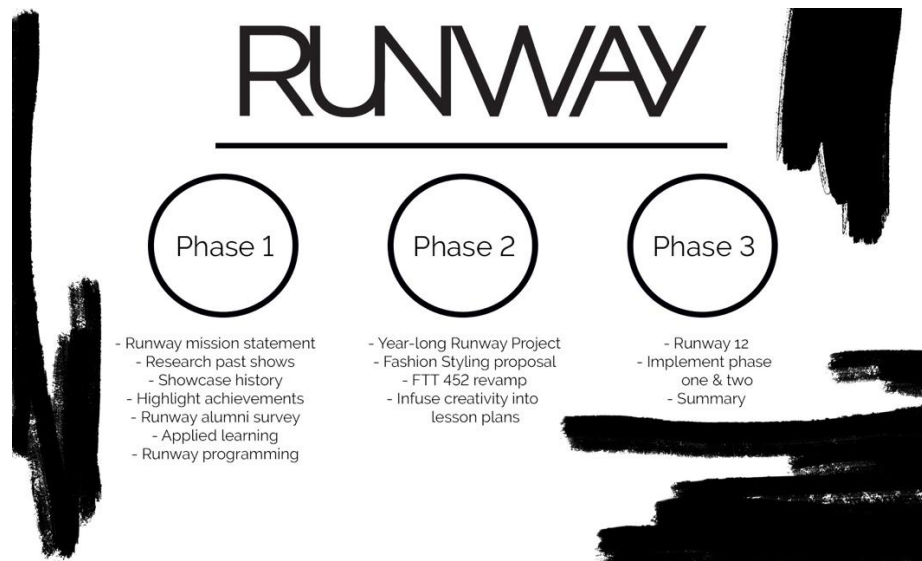 RUNWAY
Phase 1
- Runway mission statement
- Research past shows
- Showcase history
- Highlight achievements
- Runway alumni survey
- Applied learning
- Runway programming
Phase 2
- Year-long Runway Project
- Fashion Styling proposal
- FTT 452 revamp
- Infuse creativity into
lesson plans
Phase 3
- Runway 12
- Implement phase
one & two
- Summary